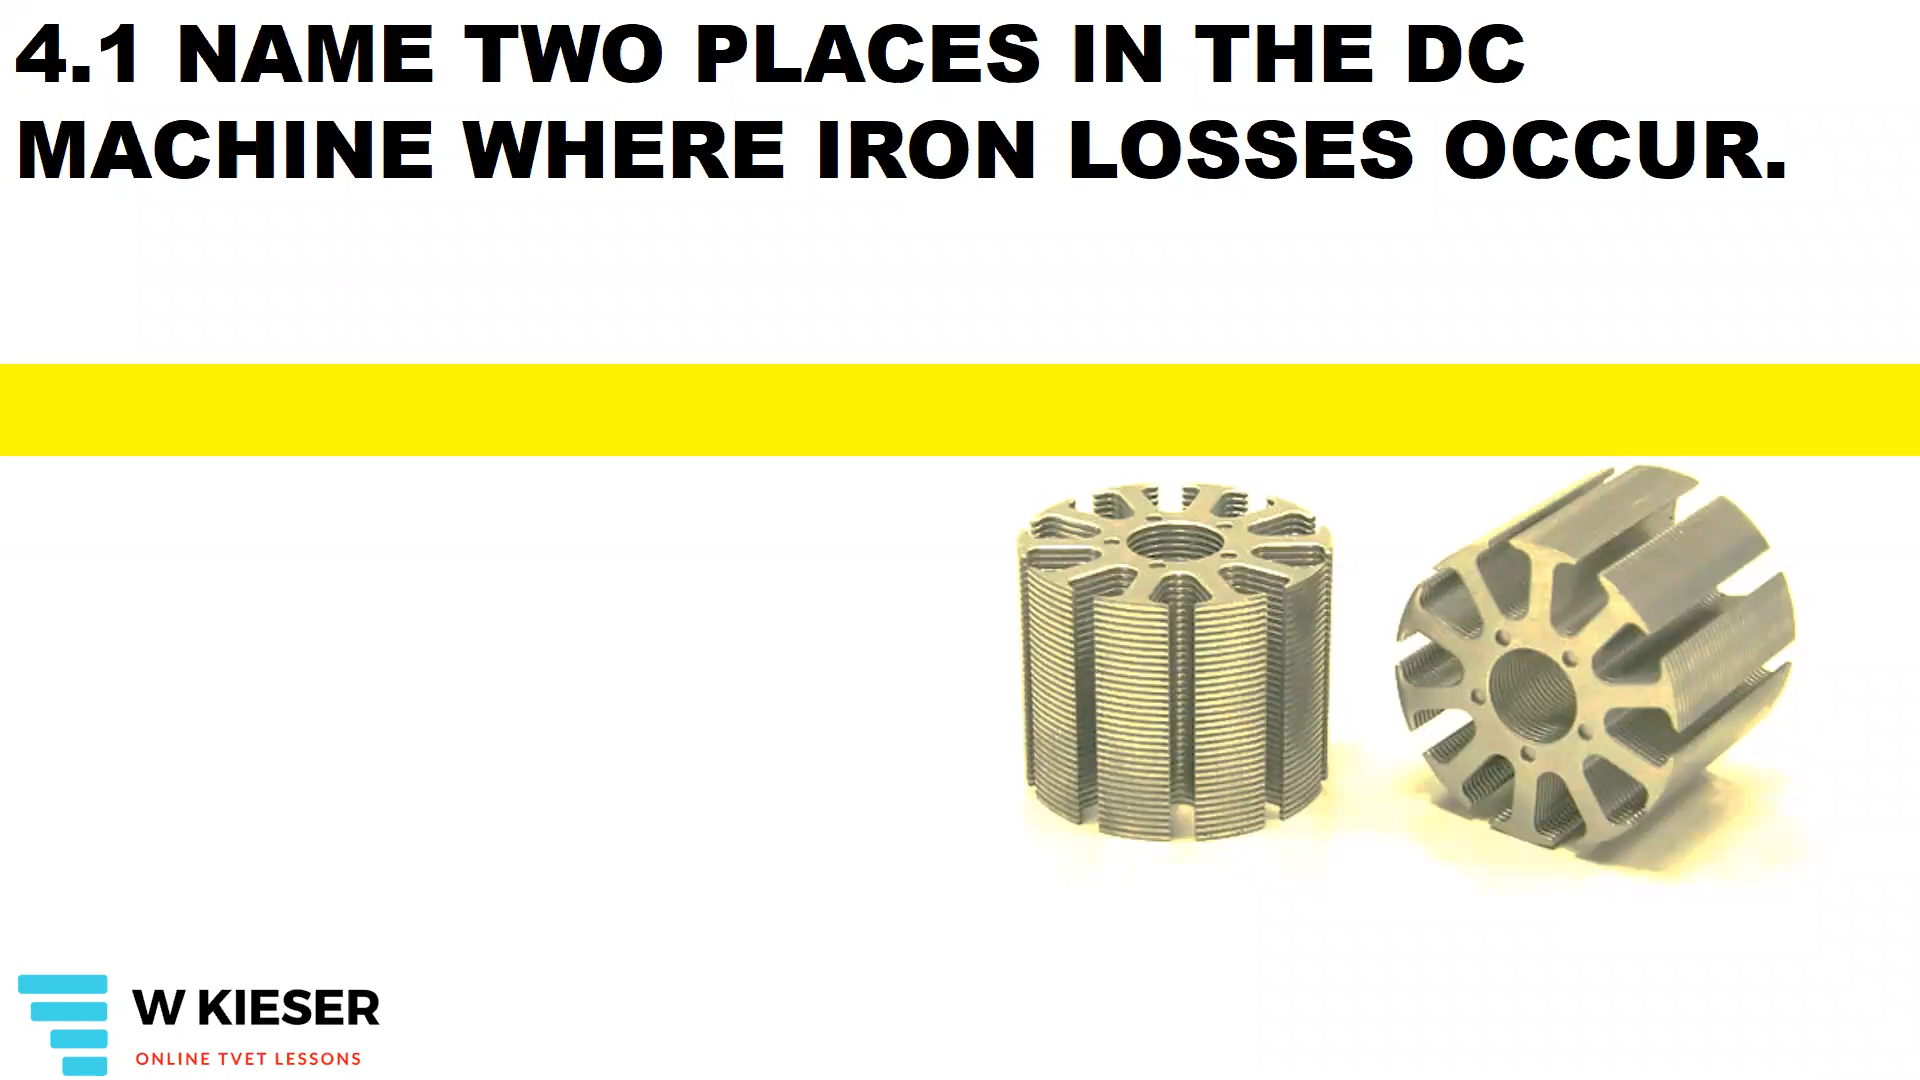 4.1 NAME TWO PLACES IN THE DC
MACHINE WHERE IRON LOSSES OCCUR.
W KIESER
ONLINE TVET LESSONS